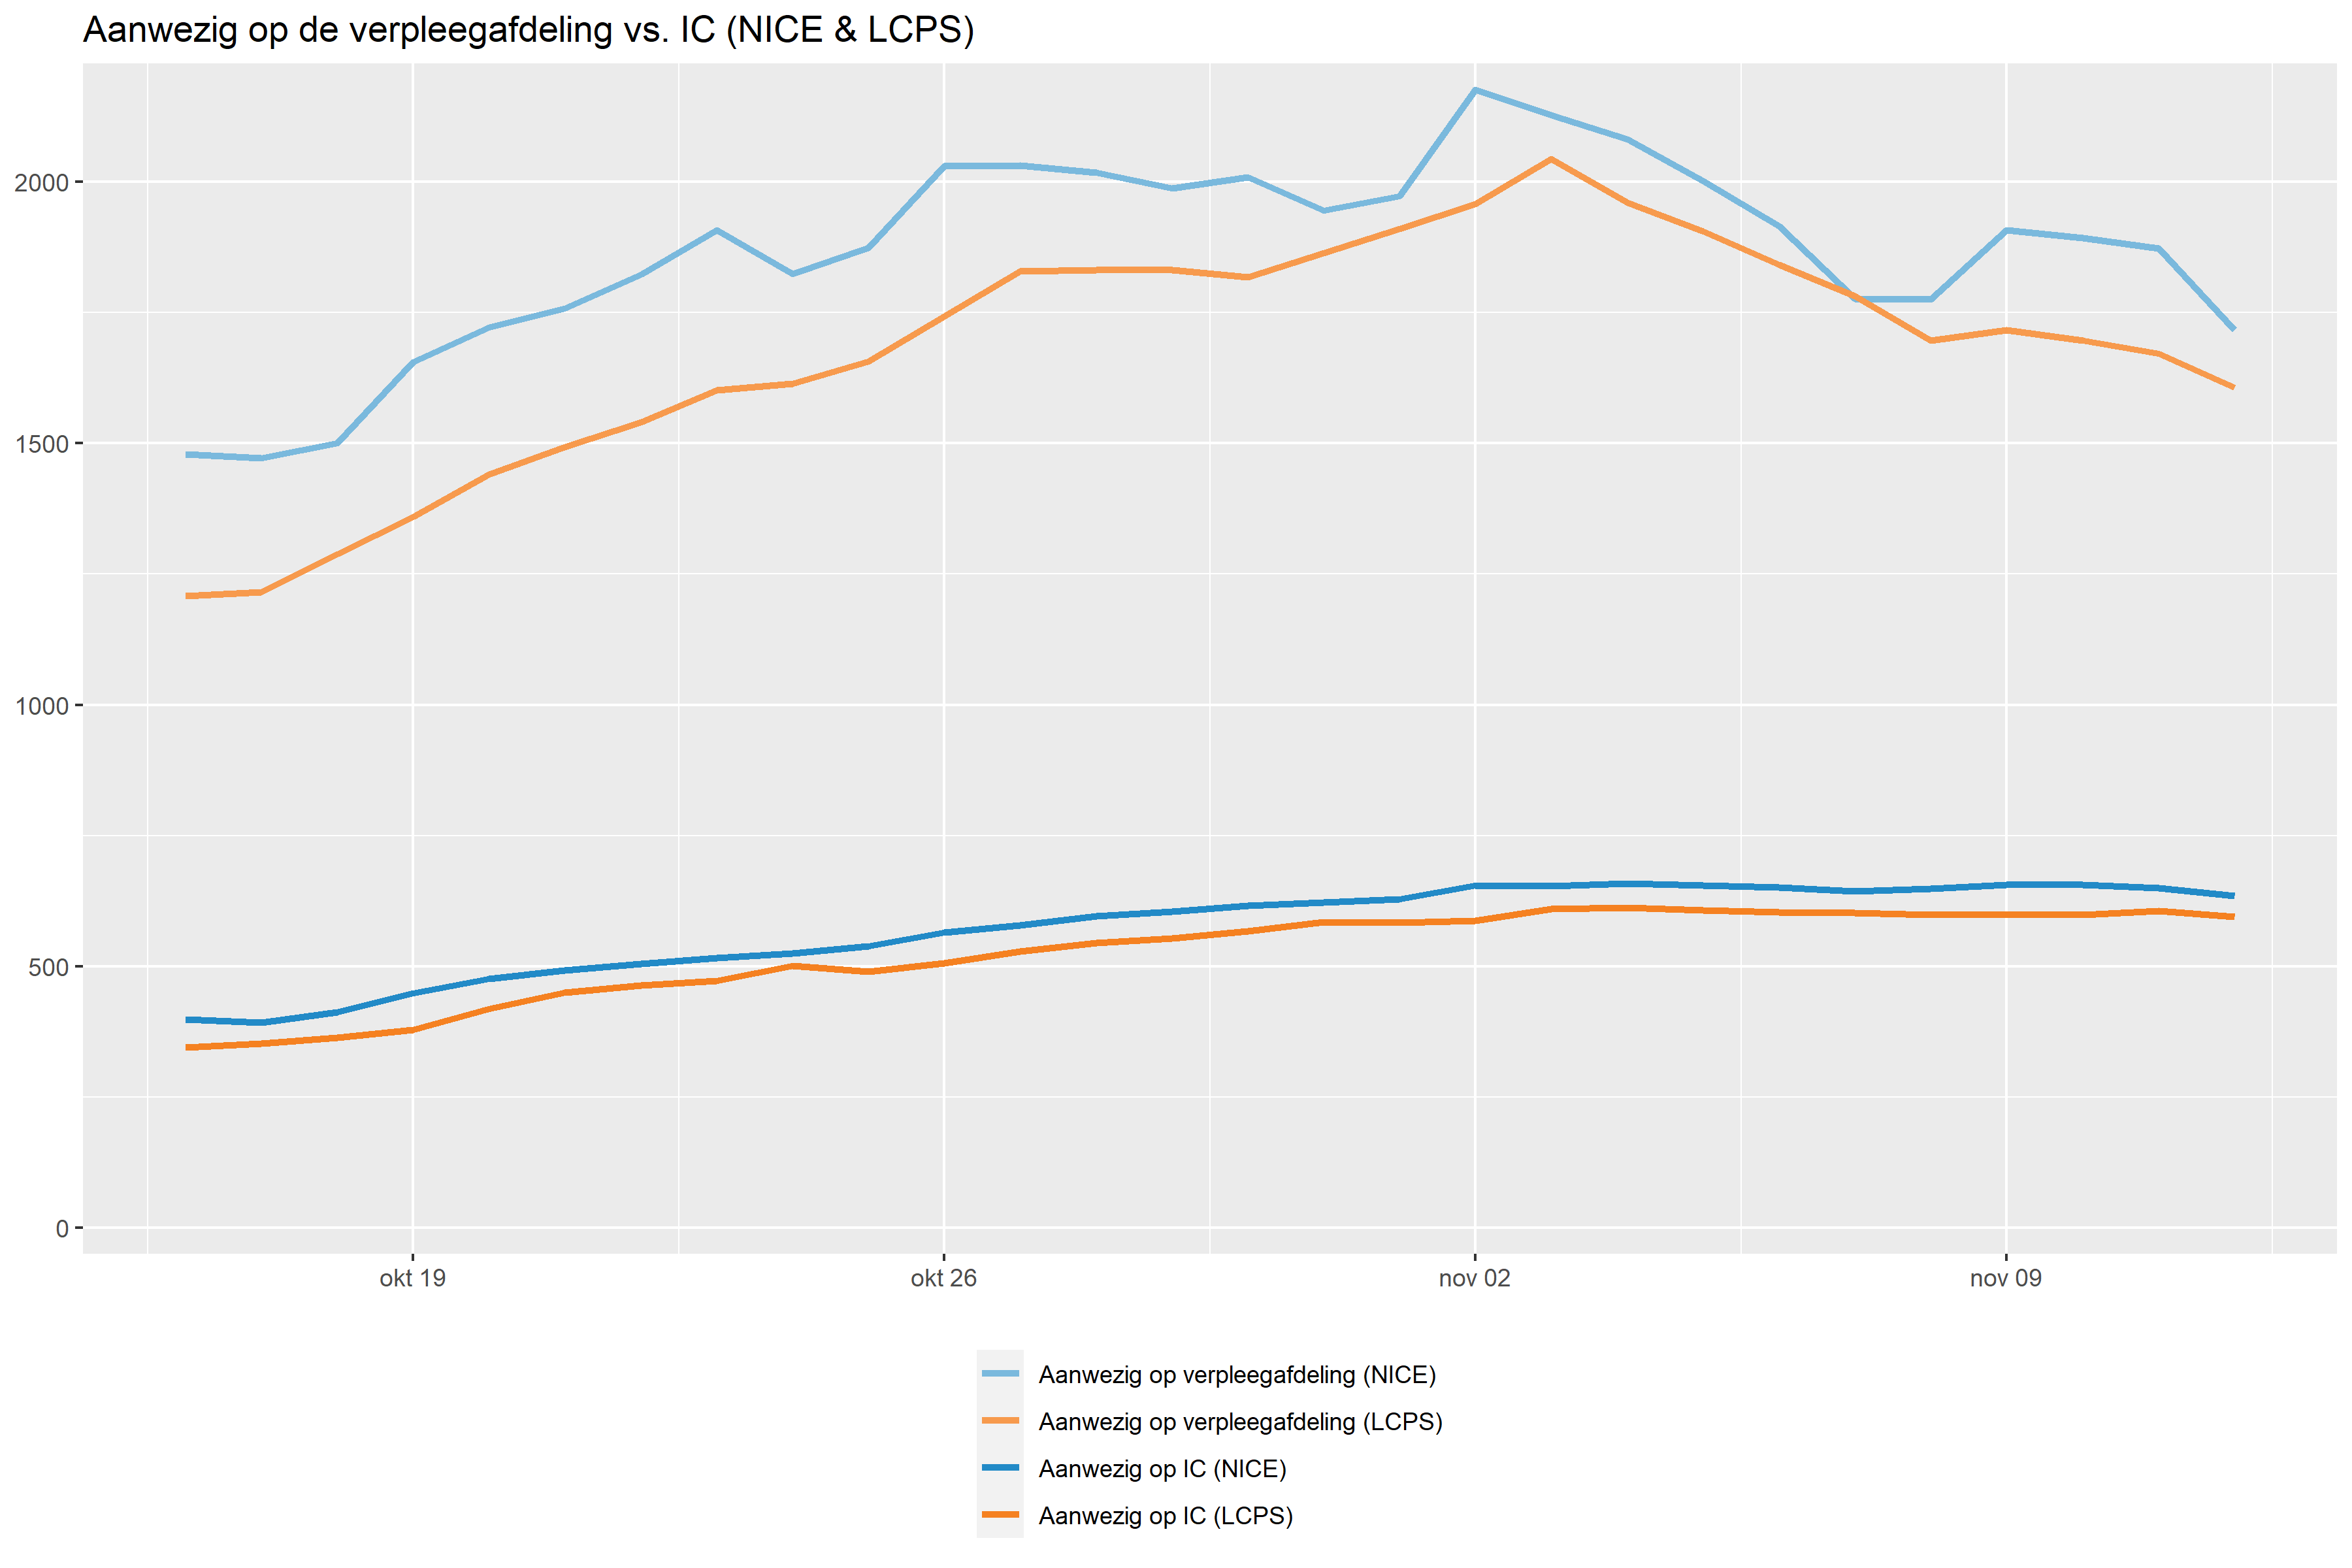 Aanwezig op de verpleegafdeling vs. IC (NICE & LCPS)
2000
1500
1000
500
0
okt 19
okt 26
nov 02
nov 09
Aanwezig op verpleegafdeling (NICE)
Aanwezig op verpleegafdeling (LCPS)
Aanwezig op IC (NICE)
Aanwezig op IC (LCPS)